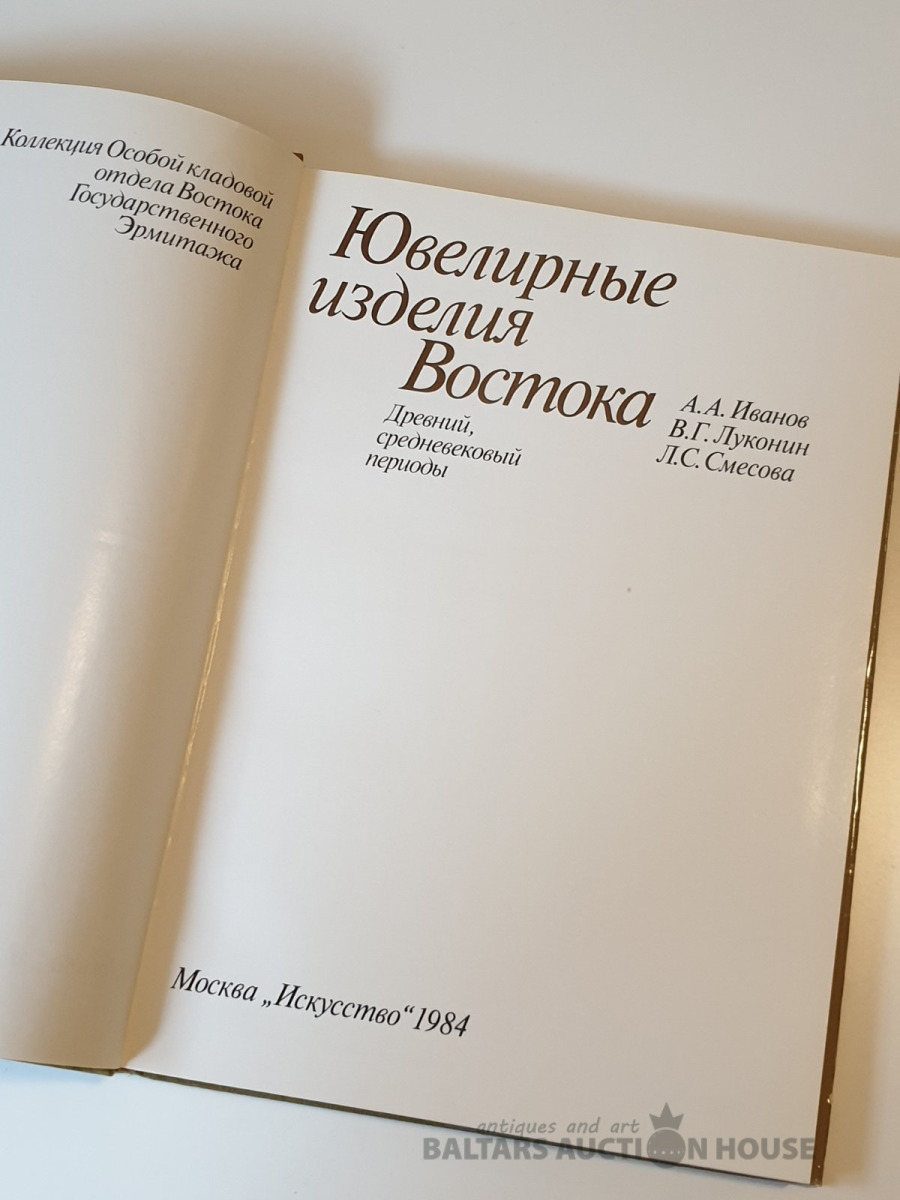 Коллекция Особой кладовой
отдела Востока
Государственного
Эрмитажа
Ювелирные
изделия
Востока
Древний,
средневековый
периоды
А. А. Иванов
В. Г. Луконин
Л. С. Смесова
Москва „Искусство“ 1984
antiques and art
BALTARS AUCTION HOUSE